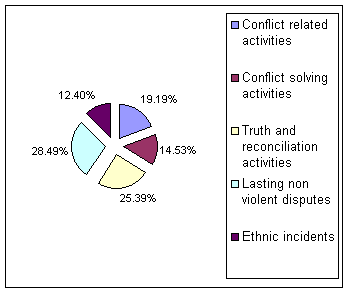 12.40%
19.19%
28.49%
14.53%
25.39%
Conflict related
activities
Conflict solving
activities
Truth and
reconciliation
activities
Lasting non
violent disputes
Ethnic incidents